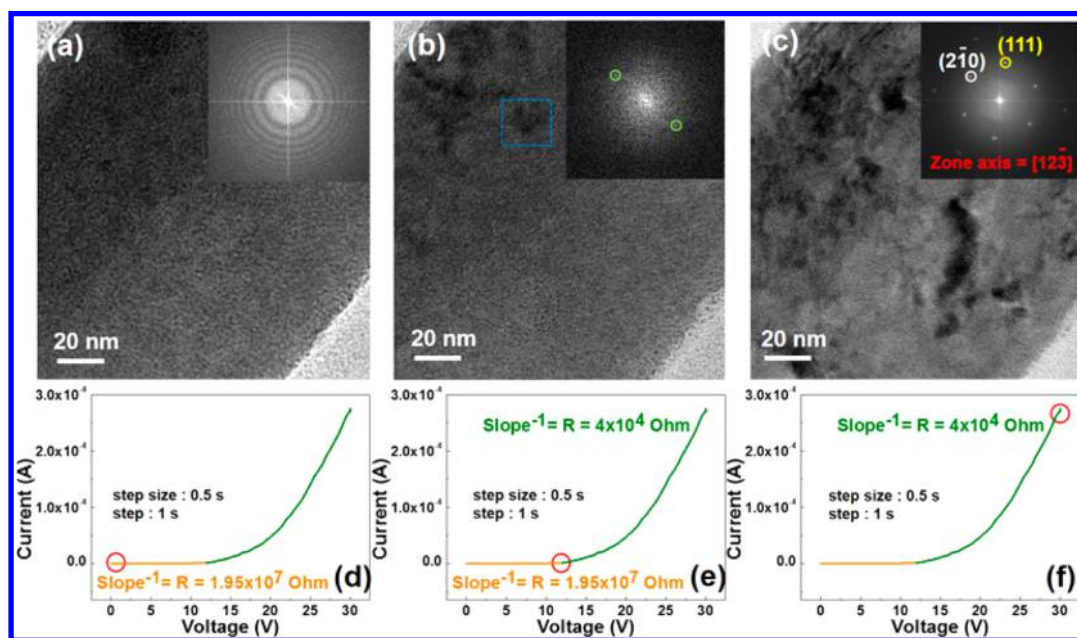 (a)
20 nm
(b)
20 nm
(c)
(2̄10)
(111)
Zone axis = [123̄]
20 nm
3.0x10⁻⁴
2.0x10⁻⁴
1.0x10⁻⁴
0.0
Current (A)
step size : 0.5 s
step : 1 s
Slope⁻¹= R = 1.95x10⁷ Ohm
(d)
0 5 10 15 20 25 30
Voltage (V)
3.0x10⁻⁴
2.0x10⁻⁴
1.0x10⁻⁴
0.0
Current (A)
Slope⁻¹= R = 4x10⁴ Ohm
step size : 0.5 s
step : 1 s
Slope⁻¹= R = 1.95x10⁷ Ohm
(e)
0 5 10 15 20 25 30
Voltage (V)
3.0x10⁻⁴
2.0x10⁻⁴
1.0x10⁻⁴
0.0
Current (A)
Slope⁻¹= R = 4x10⁴ Ohm
step size : 0.5 s
step : 1 s
(f)
0 5 10 15 20 25 30
Voltage (V)